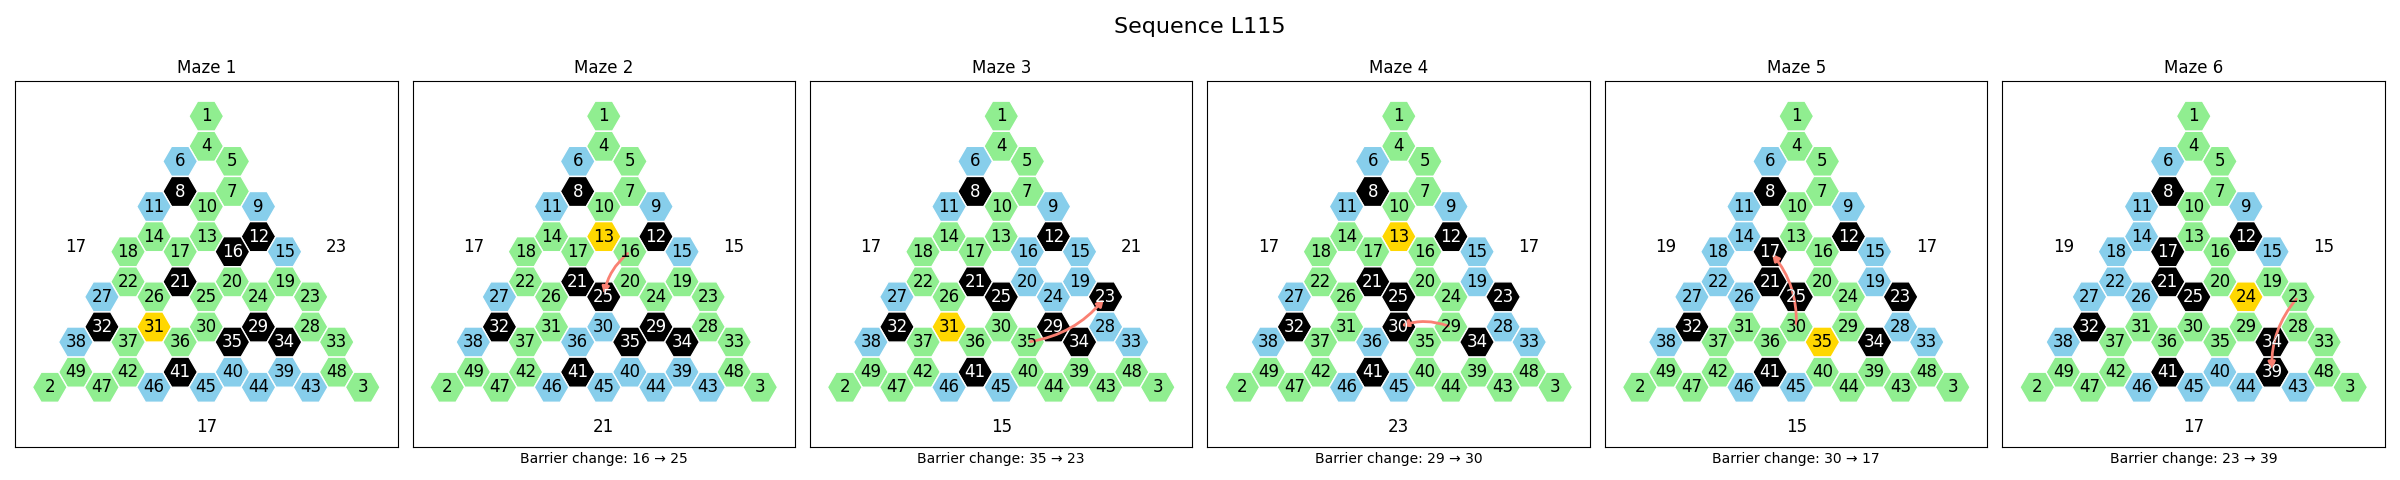 Sequence L115
Maze 1
1
4
6 5
8 7
11 10 9
14 13 12
17 18 17 16 15 23
22 21 20 19
27 26 25 24 23
32 31 30 29 28
38 37 36 35 34 33
49 42 41 40 39 48
2 47 46 45 44 43 3
17
Maze 2
1
4
6 5
8 7
11 10 9
14 13 12
17 18 17 16 15 15
22 21 20 19
27 26 25 24 23
32 31 30 29 28
38 37 36 35 34 33
49 42 41 40 39 48
2 47 46 45 44 43 3
21
Barrier change: 16 → 25
Maze 3
1
4
6 5
8 7
11 10 9
14 13 12
17 18 17 16 15 21
22 21 20 19
27 26 25 24 23
32 31 30 29 28
38 37 36 35 34 33
49 42 41 40 39 48
2 47 46 45 44 43 3
15
Barrier change: 35 → 23
Maze 4
1
4
6 5
8 7
11 10 9
14 13 12
17 18 17 16 15 17
22 21 20 19
27 26 25 24 23
32 31 30 29 28
38 37 36 35 34 33
49 42 41 40 39 48
2 47 46 45 44 43 3
23
Barrier change: 29 → 30
Maze 5
1
4
6 5
8 7
11 10 9
14 13 12
19 18 17 16 15 17
22 21 20 19
27 26 25 24 23
32 31 30 29 28
38 37 36 35 34 33
49 42 41 40 39 48
2 47 46 45 44 43 3
15
Barrier change: 30 → 17
Maze 6
1
4
6 5
8 7
11 10 9
14 13 12
19 18 17 16 15 15
22 21 20 19
27 26 25 24 23
32 31 30 29 28
38 37 36 35 34 33
49 42 41 40 39 48
2 47 46 45 44 43 3
17
Barrier change: 23 → 39